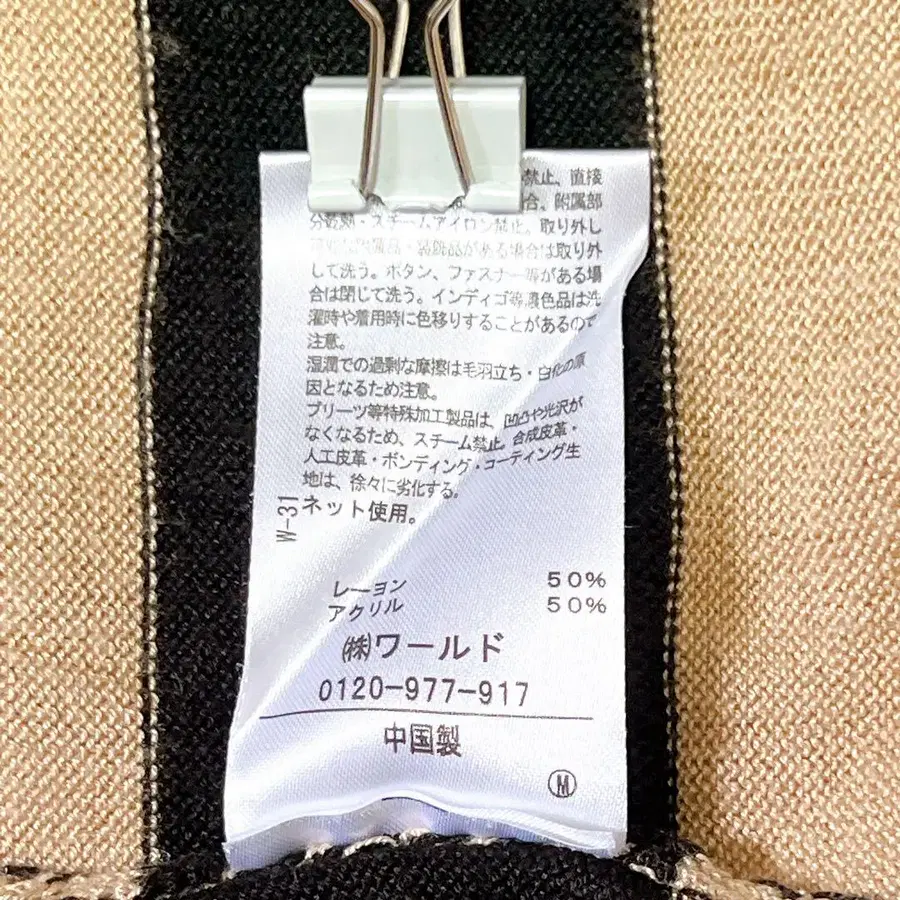 禁止、直接
合、附属部
分乾熱・スチームアイロン禁止。取り外し
附属品・装飾品がある場合は取り外
して洗う。ボタン、ファスナー等がある場
合は閉じて洗う。インディゴ等濃色品は洗
濯時や着用時に色移りすることがあるので
注意。
湿潤での過剰な摩擦は毛羽立ち・白化の原
因となるため注意。
プリーツ等特殊加工製品は、凹凸や光沢が
なくなるため、スチーム禁止。合成皮革・
人工皮革・ボンディング・コーティング生
地は、徐々に劣化する。
ネット使用。
W-31
レーヨン 50%
アクリル 50%
㈱ワールド
0120-977-917
中国製
Ⓜ